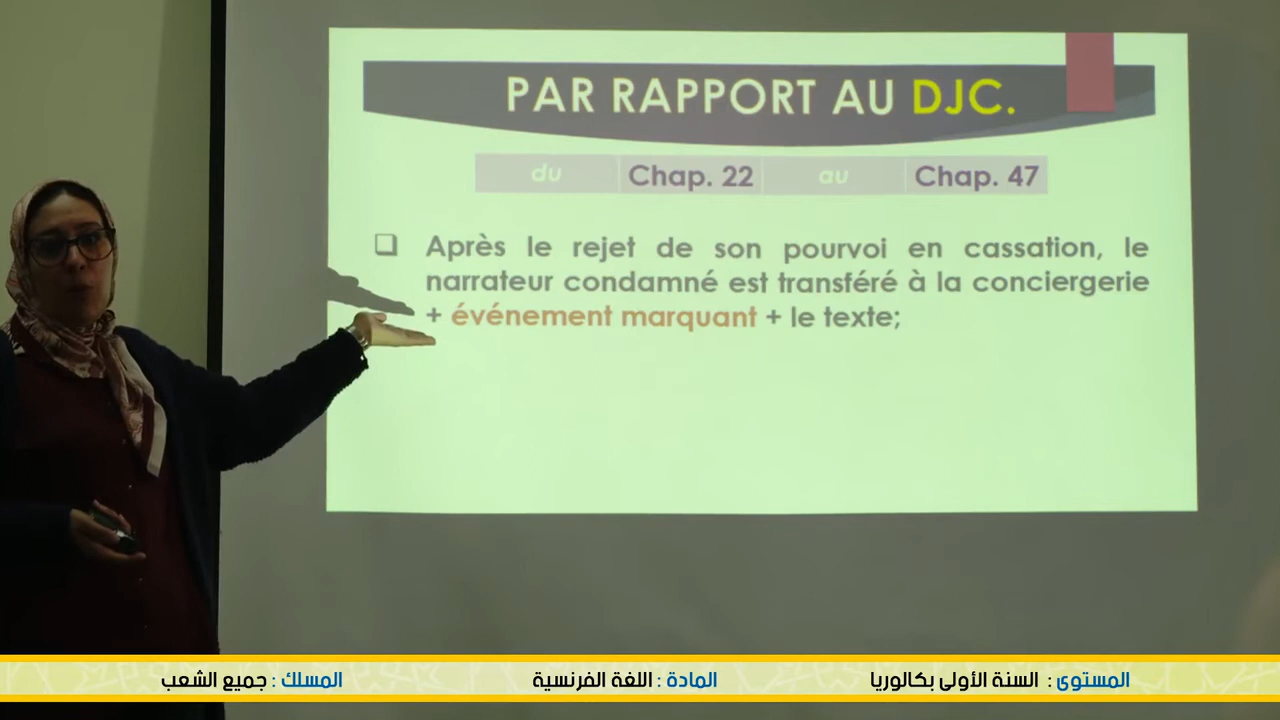 PAR RAPPORT AU DJC.
du Chap. 22 au Chap. 47
❑ Après le rejet de son pourvoi en cassation, le
narrateur condamné est transféré à la conciergerie
+ événement marquant + le texte;
المستوى : السنة الأولى بكالوريا
المادة : اللغة الفرنسية
المسلك : جميع الشعب